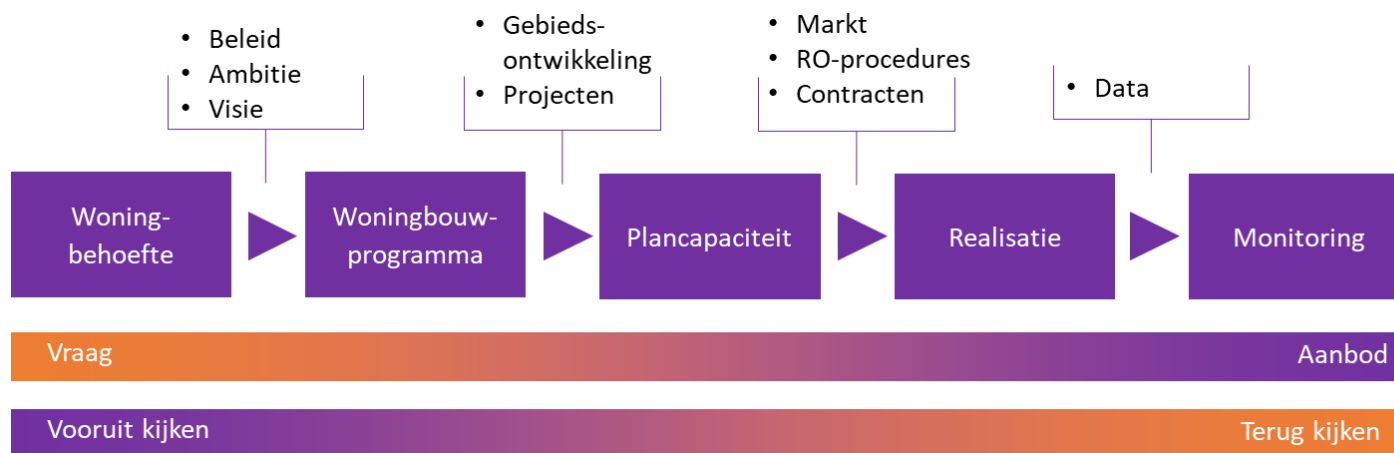 • Beleid
• Ambitie
• Visie
• Gebieds-
ontwikkeling
• Projecten
• Markt
• RO-procedures
• Contracten
• Data
Woning-
behoefte
Woningbouw-
programma
Plancapaciteit
Realisatie
Monitoring
Vraag
Aanbod
Vooruit kijken
Terug kijken